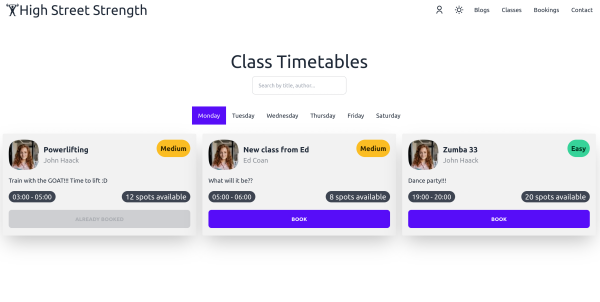 High Street Strength
Blogs Classes Bookings Contact
Class Timetables
Search by title, author...
Monday Tuesday Wednesday Thursday Friday Saturday
Powerlifting
John Haack
Medium
Train with the GOAT!!! Time to lift :D
03:00 - 05:00 12 spots available
ALREADY BOOKED
New class from Ed
Ed Coan
Medium
What will it be??
05:00 - 06:00 8 spots available
BOOK
Zumba 33
John Haack
Easy
Dance party!!!
19:00 - 20:00 20 spots available
BOOK